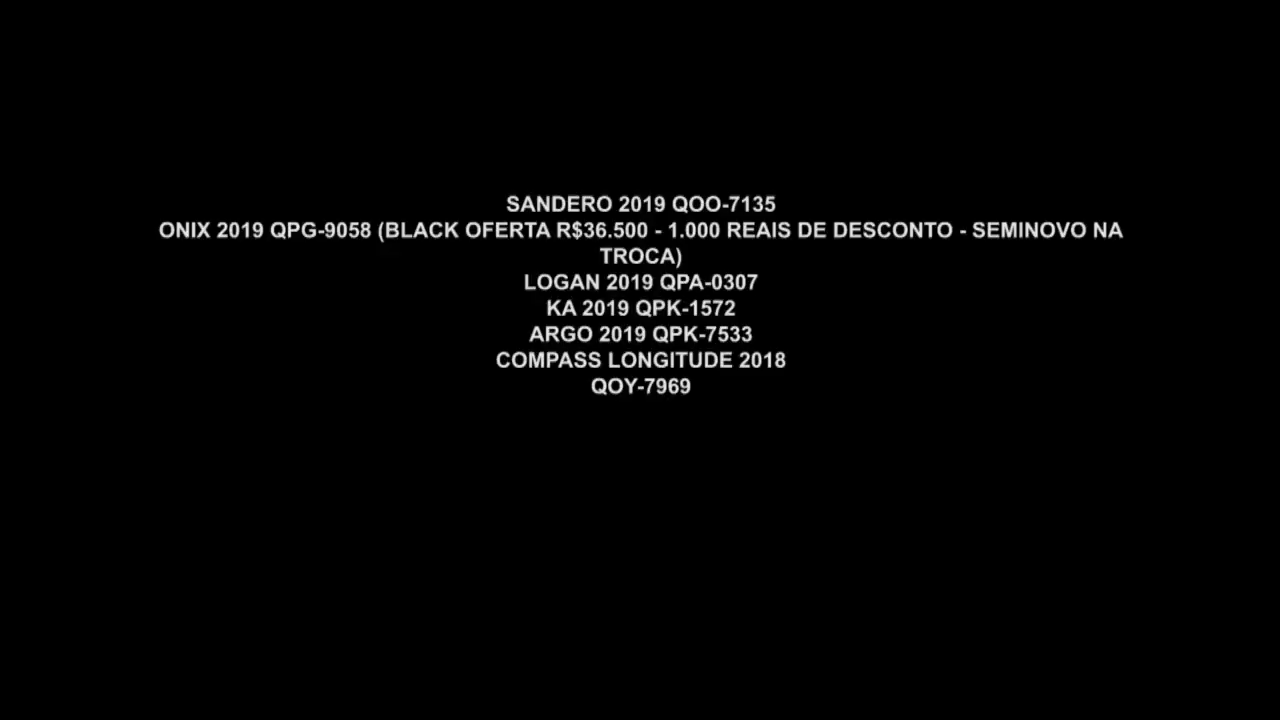 SANDERO 2019 QOO-7135
ONIX 2019 QPG-9058 (BLACK OFERTA R$36.500 - 1.000 REAIS DE DESCONTO - SEMINOVO NA
TROCA)
LOGAN 2019 QPA-0307
KA 2019 QPK-1572
ARGO 2019 QPK-7533
COMPASS LONGITUDE 2018
QOY-7969